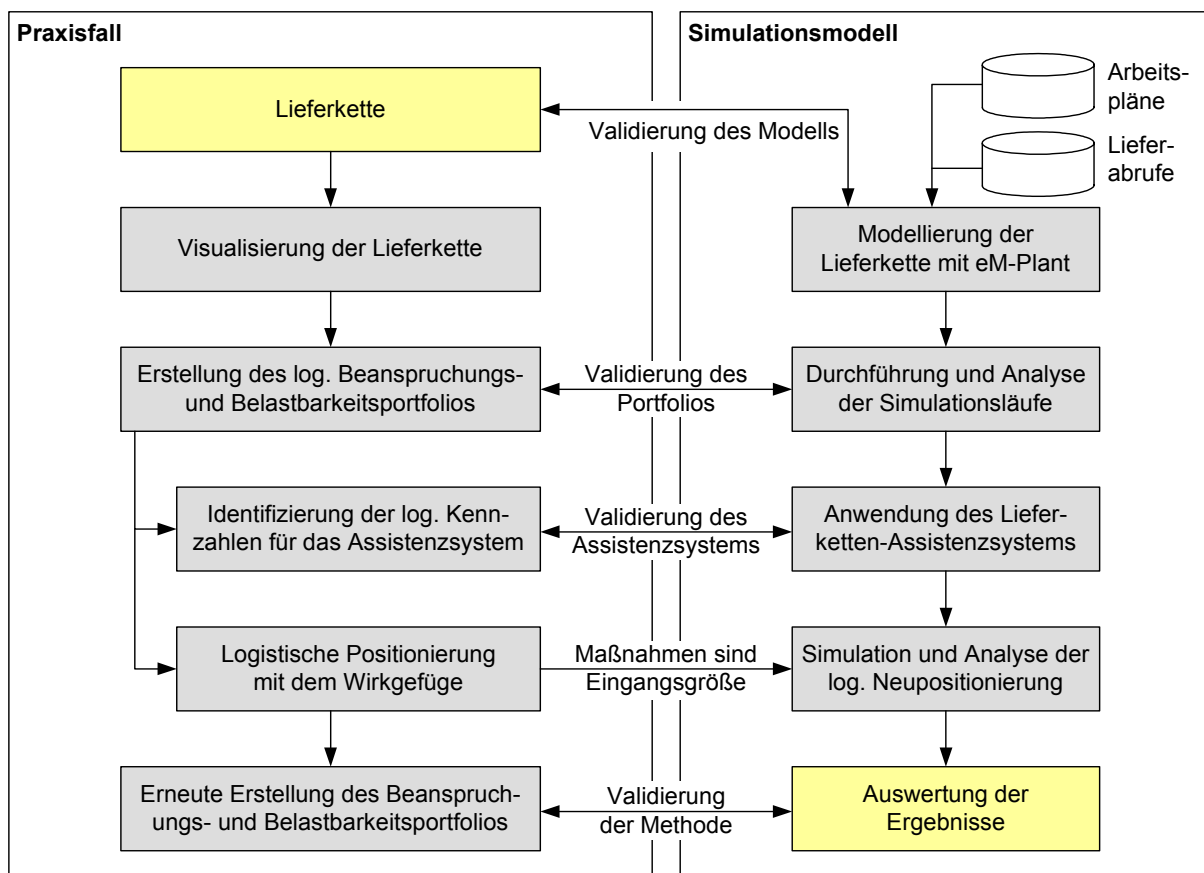 Praxisfall
Simulationsmodell
Lieferkette
Validierung des Modells
Arbeits-
pläne
Liefer-
abrufe
Visualisierung der Lieferkette
Modellierung der
Lieferkette mit eM-Plant
Erstellung des log. Beanspruchungs-
und Belastbarkeitsportfolios
Validierung des
Portfolios
Durchführung und Analyse
der Simulationsläufe
Identifizierung der log. Kenn-
zahlen für das Assistenzsystem
Validierung des
Assistenzsystems
Anwendung des Liefer-
ketten-Assistenzsystems
Logistische Positionierung
mit dem Wirkgefüge
Maßnahmen sind
Eingangsgröße
Simulation und Analyse der
log. Neupositionierung
Erneute Erstellung des Beanspruch-
ungs- und Belastbarkeitsportfolios
Validierung
der Methode
Auswertung der
Ergebnisse